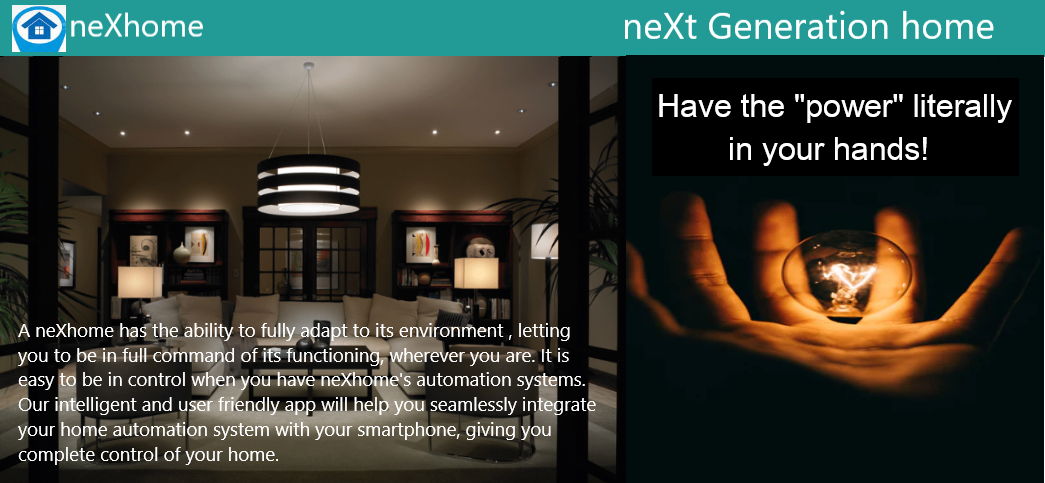 neXhome
neXt Generation home
Have the "power" literally
in your hands!
A neXhome has the ability to fully adapt to its environment , letting
you to be in full command of its functioning, wherever you are. It is
easy to be in control when you have neXhome's automation systems.
Our intelligent and user friendly app will help you seamlessly integrate
your home automation system with your smartphone, giving you
complete control of your home.